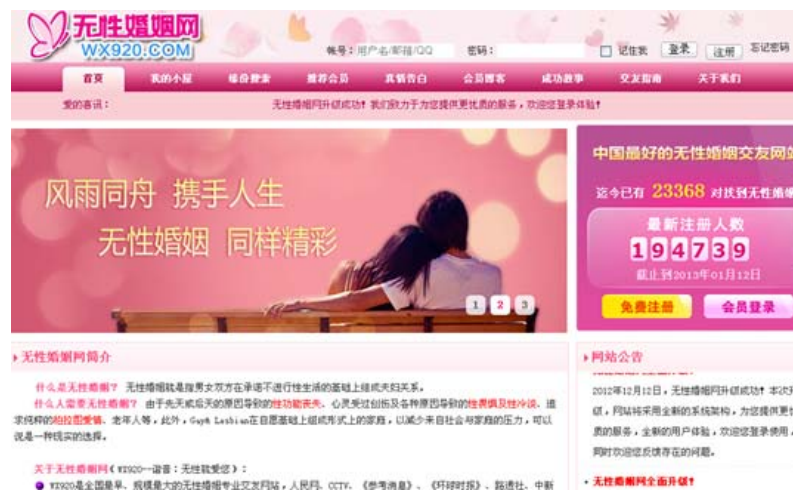 无性婚姻网
WX920.COM
帐号：用户名/邮箱/QQ 密码： 记住我 登录 注册 忘记密码
首页 我的小屋 缘份搜索 推荐会员 真情告白 会员博客 成功故事 交友指南 关于我们
爱的喜讯： 无性婚姻网升级成功！我们致力于为您提供更优质的服务，欢迎您登录体验！
风雨同舟 携手人生
无性婚姻 同样精彩
1 2 3
中国最好的无性婚姻交友网站
迄今已有 23368 对找到无性婚姻
最新注册人数
194739
截止到2013年01月12日
免费注册 会员登录
无性婚姻网简介
什么是无性婚姻？ 无性婚姻就是指男女双方在承诺不进行性生活的基础上组成夫妇关系。
什么人需要无性婚姻？ 由于先天或后天的原因导致的性功能丧失、心灵受过创伤及各种原因导致的性畏惧及性冷淡、追
求纯粹的柏拉图爱情、老年人等，此外，Gay和 Lesbian在自愿基础上组成形式上的家庭，以减少来自社会与家庭的压力，可以
说是一种现实的选择。
关于无性婚姻网（WX920--谐音：无性就爱您）：
WX920是全国最早、规模最大的无性婚姻专业交友网站，人民网、CCTV、《参考消息》、《环球时报》、路透社、中新
网站公告
2012年12月12日，无性婚姻网升级成功！本次升
级，网站将采用全新的系统架构，为您提供更优
质的服务，全新的用户体验，欢迎您登录使用，
同时欢迎您反馈存在的问题。
无性婚姻网全面升级！